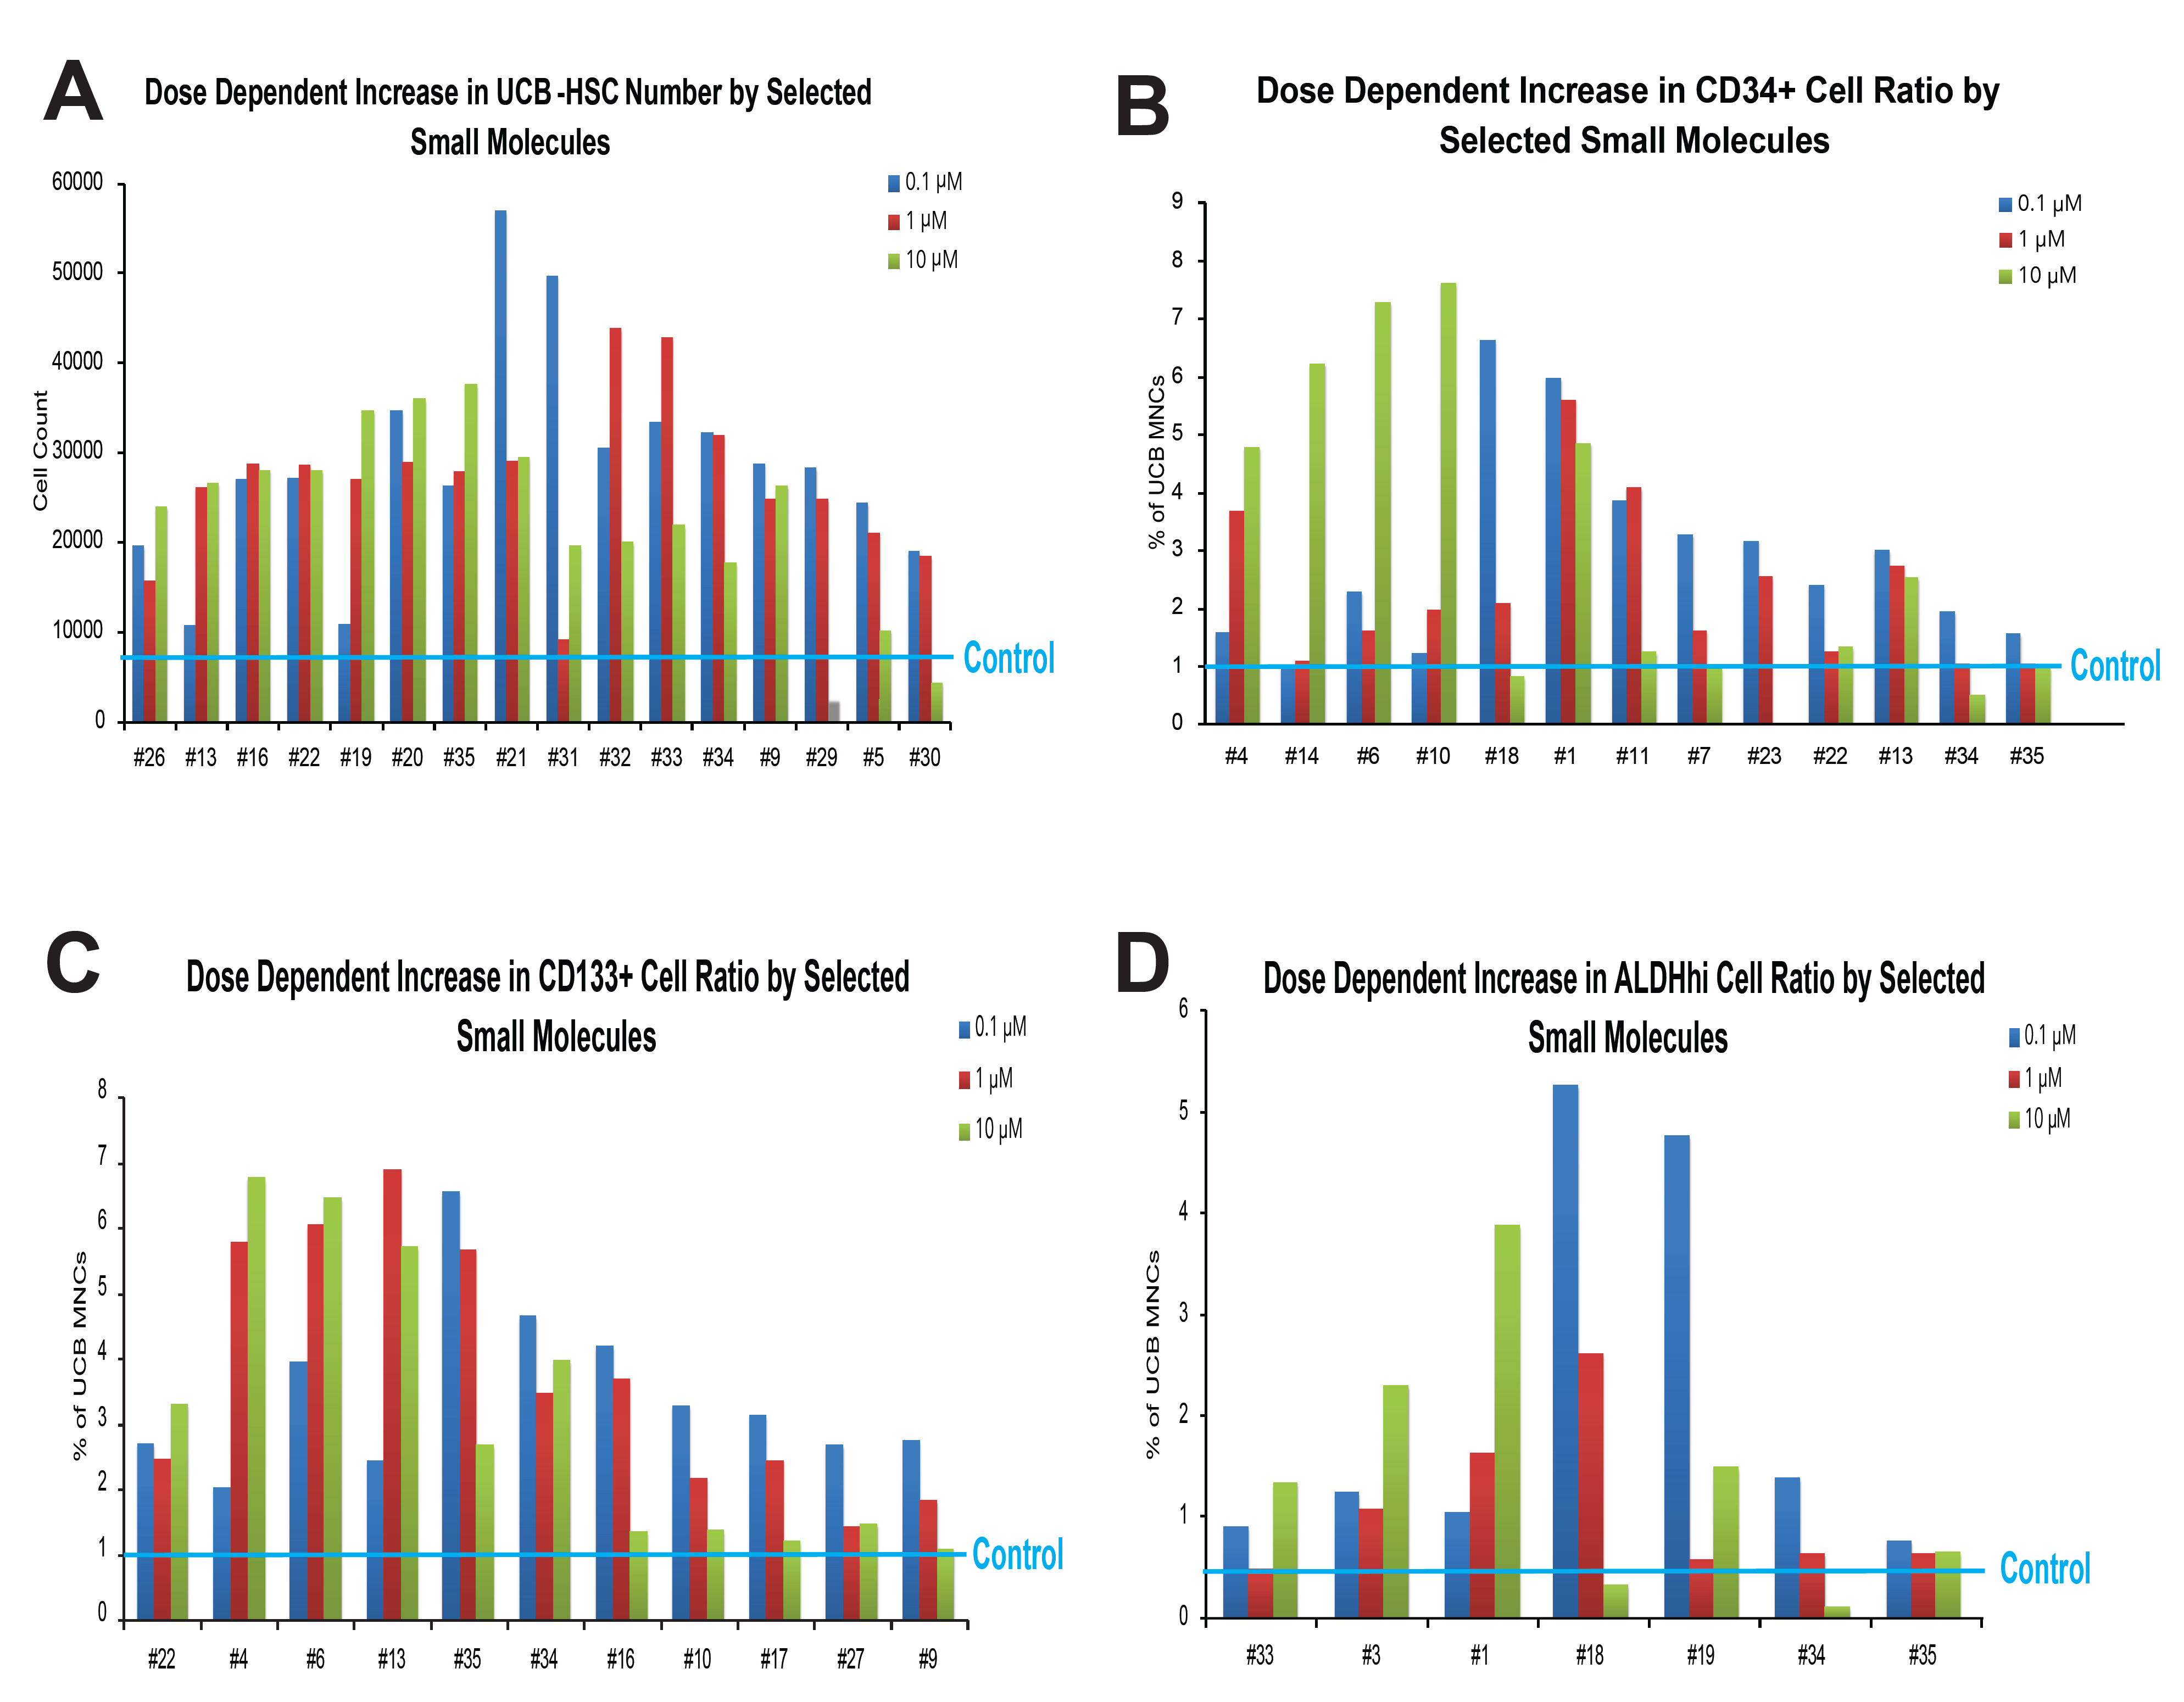 A
Dose Dependent Increase in UCB -HSC Number by Selected
Small Molecules
0.1 µM
1 µM
10 µM
60000
50000
40000
30000
20000
10000
0
Cell Count
Control
#26 #13 #16 #22 #19 #20 #35 #21 #31 #32 #33 #34 #9 #29 #5 #30
B
Dose Dependent Increase in CD34+ Cell Ratio by
Selected Small Molecules
0.1 µM
1 µM
10 µM
9
8
7
6
5
4
3
2
1
0
% of UCB MNCs
Control
#4 #14 #6 #10 #18 #1 #11 #7 #23 #22 #13 #34 #35
C
Dose Dependent Increase in CD133+ Cell Ratio by Selected
Small Molecules
0.1 µM
1 µM
10 µM
8
7
6
5
4
3
2
1
0
% of UCB MNCs
Control
#22 #4 #6 #13 #35 #34 #16 #10 #17 #27 #9
D
Dose Dependent Increase in ALDHhi Cell Ratio by Selected
Small Molecules
0.1 µM
1 µM
10 µM
6
5
4
3
2
1
0
% of UCB MNCs
Control
#33 #3 #1 #18 #19 #34 #35